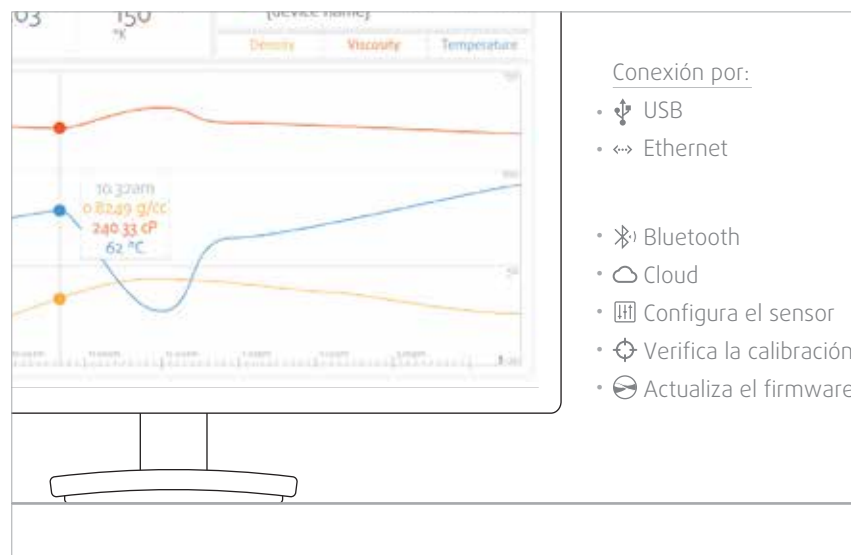 150
°K
{device name}
Density Viscosity Temperature
10.32am
0.8249 g/cc
240.33 cP
62 °C
Conexión por:
USB
Ethernet
Bluetooth
Cloud
Configura el sensor
Verifica la calibración
Actualiza el firmware